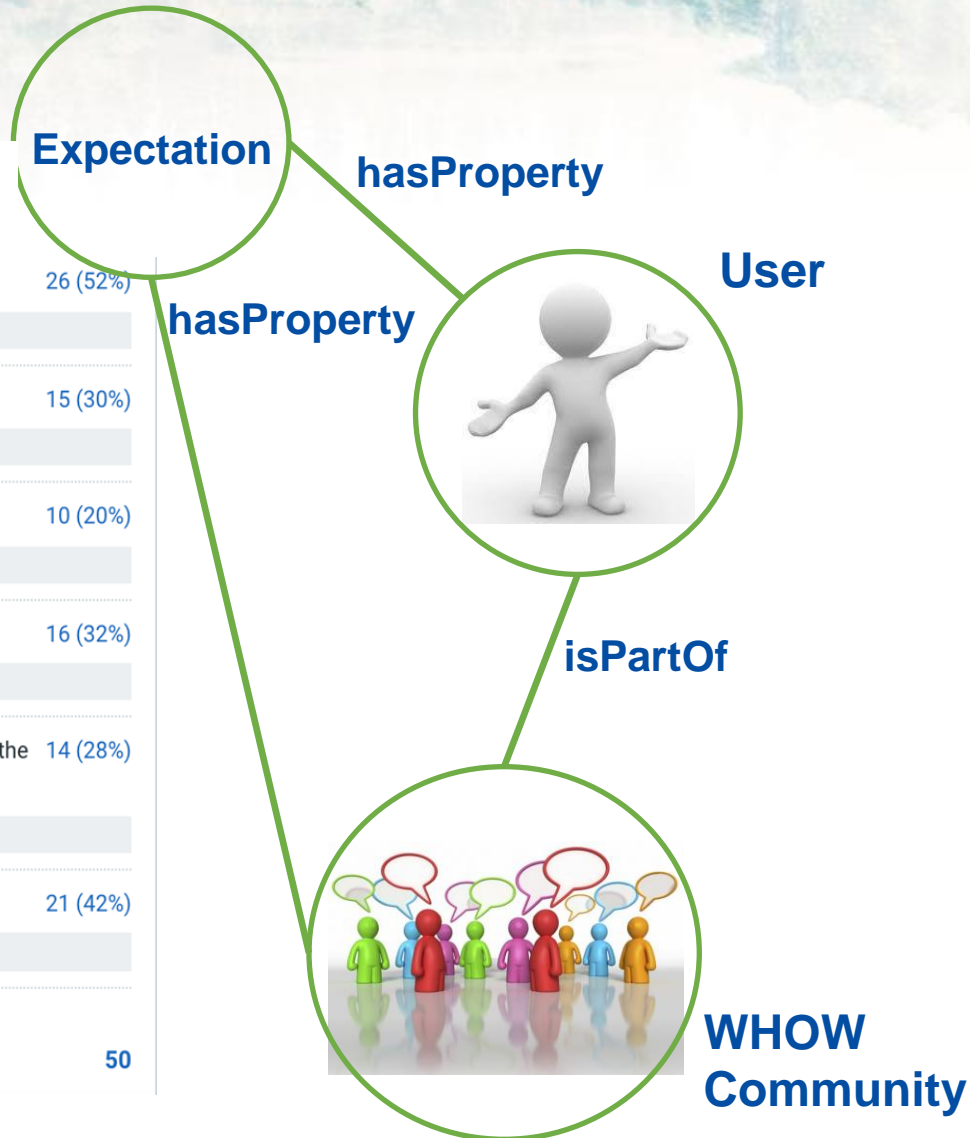 Expectation
hasProperty
User
26 (52%)
hasProperty
15 (30%)
10 (20%)
16 (32%)
isPartOf
the 14 (28%)
21 (42%)
WHOW
Community
50